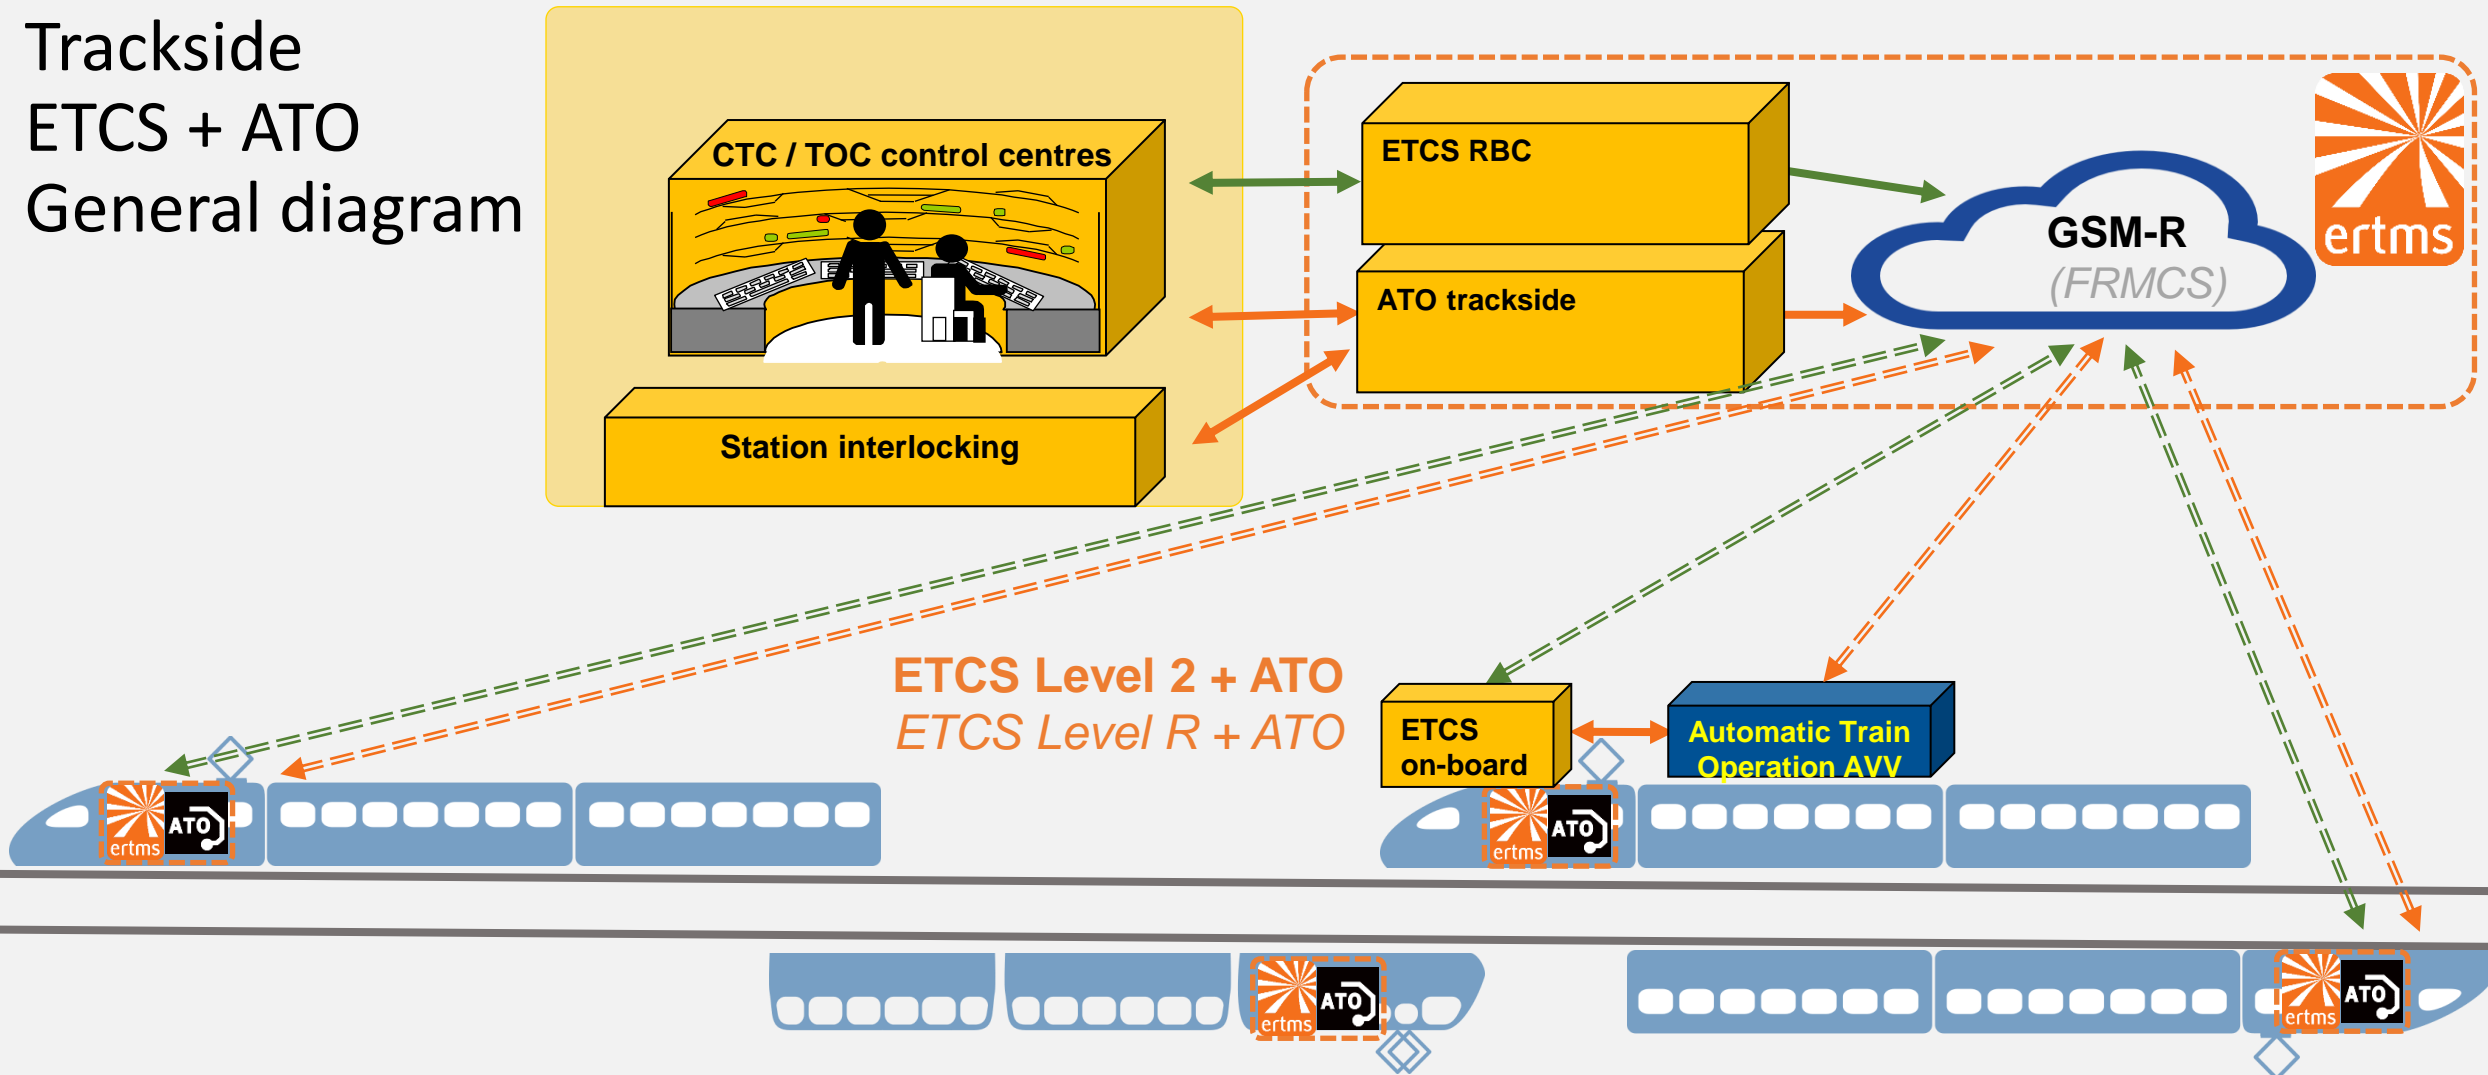 Trackside
ETCS + ATO
General diagram
CTC / TOC control centres
Station interlocking
ETCS RBC
ATO trackside
GSM-R
(FRMCS)
ertms
ETCS Level 2 + ATO
ETCS Level R + ATO
ETCS
on-board
Automatic Train
Operation AVV
ertms
ATO
ertms
ATO
ertms
ATO
ertms
ATO